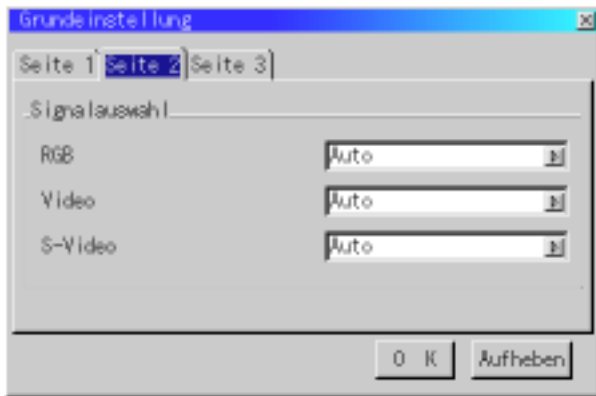 Grundeinstellung
Seite 1 Seite 2 Seite 3
Signalauswahl
RGB Auto
Video Auto
S-Video Auto
O K Aufheben